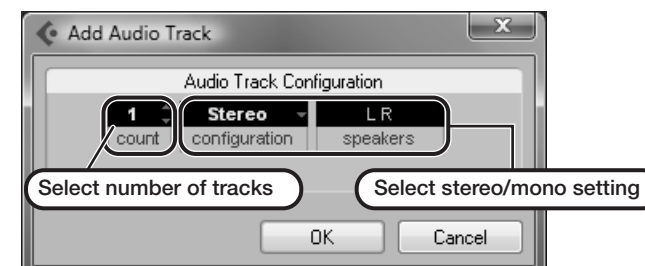 Add Audio Track
X
Audio Track Configuration
1 Stereo L R
count configuration speakers
Select number of tracks Select stereo/mono setting
OK Cancel